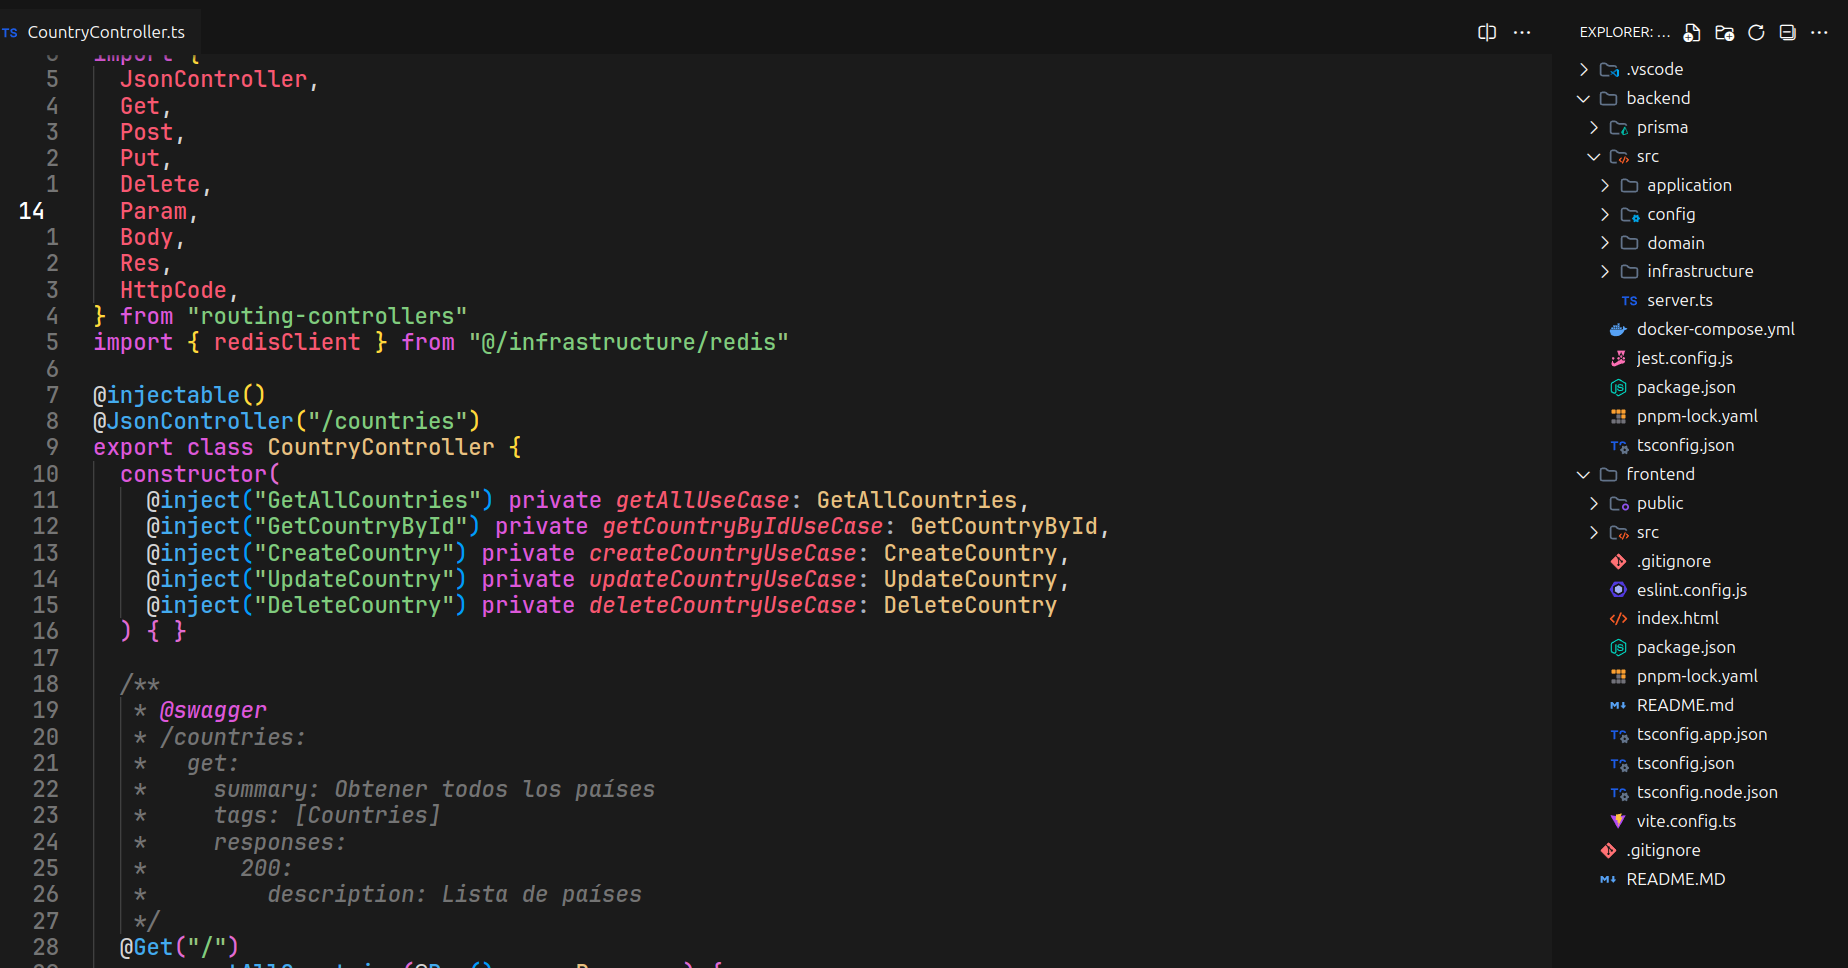 TS CountryController.ts
6 import {
5 JsonController,
4 Get,
3 Post,
2 Put,
1 Delete,
14 Param,
1 Body,
2 Res,
3 HttpCode,
4 } from "routing-controllers"
5 import { redisClient } from "@/infrastructure/redis"
6
7 @injectable()
8 @JsonController("/countries")
9 export class CountryController {
10 constructor(
11 @inject("GetAllCountries") private getAllUseCase: GetAllCountries,
12 @inject("GetCountryById") private getCountryByIdUseCase: GetCountryById,
13 @inject("CreateCountry") private createCountryUseCase: CreateCountry,
14 @inject("UpdateCountry") private updateCountryUseCase: UpdateCountry,
15 @inject("DeleteCountry") private deleteCountryUseCase: DeleteCountry
16 ) { }
17
18 /**
19 * @swagger
20 * /countries:
21 * get:
22 * summary: Obtener todos los países
23 * tags: [Countries]
24 * responses:
25 * 200:
26 * description: Lista de países
27 */
28 @Get("/")
EXPLORER: ...
.vscode
backend
prisma
src
application
config
domain
infrastructure
TS server.ts
docker-compose.yml
jest.config.js
package.json
pnpm-lock.yaml
tsconfig.json
frontend
public
src
.gitignore
eslint.config.js
index.html
package.json
pnpm-lock.yaml
README.md
tsconfig.app.json
tsconfig.json
tsconfig.node.json
vite.config.ts
.gitignore
README.MD